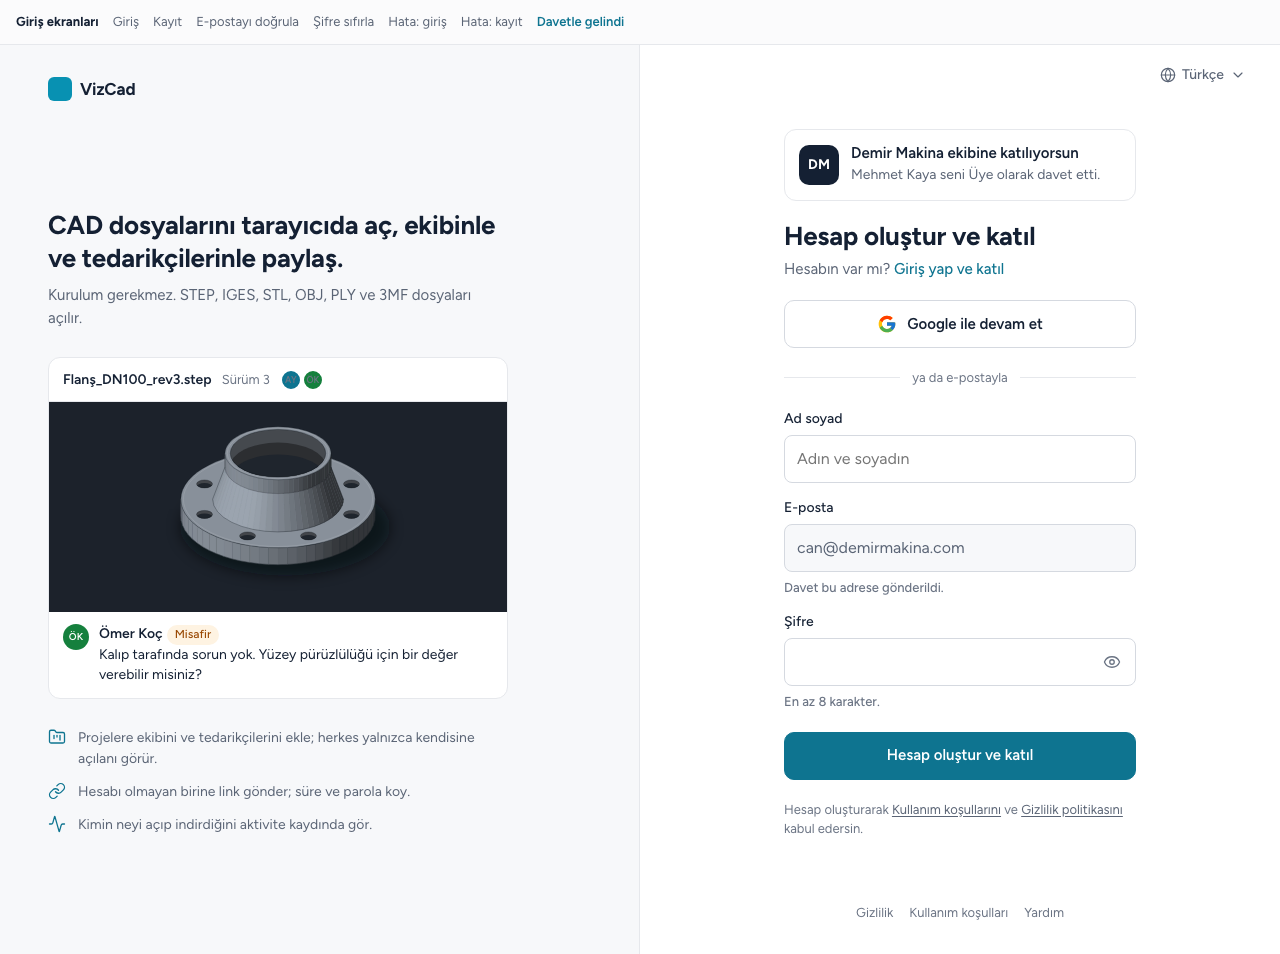 Giriş ekranları Giriş Kayıt E-postayı doğrula Şifre sıfırla Hata: giriş Hata: kayıt Davetle gelindi
VizCad
Türkçe
CAD dosyalarını tarayıcıda aç, ekibinle
ve tedarikçilerinle paylaş.
Kurulum gerekmez. STEP, IGES, STL, OBJ, PLY ve 3MF dosyaları
açılır.
Flanş_DN100_rev3.step Sürüm 3
ÖK
Ömer Koç Misafir
Kalıp tarafında sorun yok. Yüzey pürüzlülüğü için bir değer
verebilir misiniz?
Projelere ekibini ve tedarikçilerini ekle; herkes yalnızca kendisine
açılanı görür.
Hesabı olmayan birine link gönder; süre ve parola koy.
Kimin neyi açıp indirdiğini aktivite kaydında gör.
DM
Demir Makina ekibine katılıyorsun
Mehmet Kaya seni Üye olarak davet etti.
Hesap oluştur ve katıl
Hesabın var mı? Giriş yap ve katıl
Google ile devam et
ya da e-postayla
Ad soyad
Adın ve soyadın
E-posta
can@demirmakina.com
Davet bu adrese gönderildi.
Şifre
En az 8 karakter.
Hesap oluştur ve katıl
Hesap oluşturarak Kullanım koşullarını ve Gizlilik politikasını
kabul edersin.
Gizlilik Kullanım koşulları Yardım